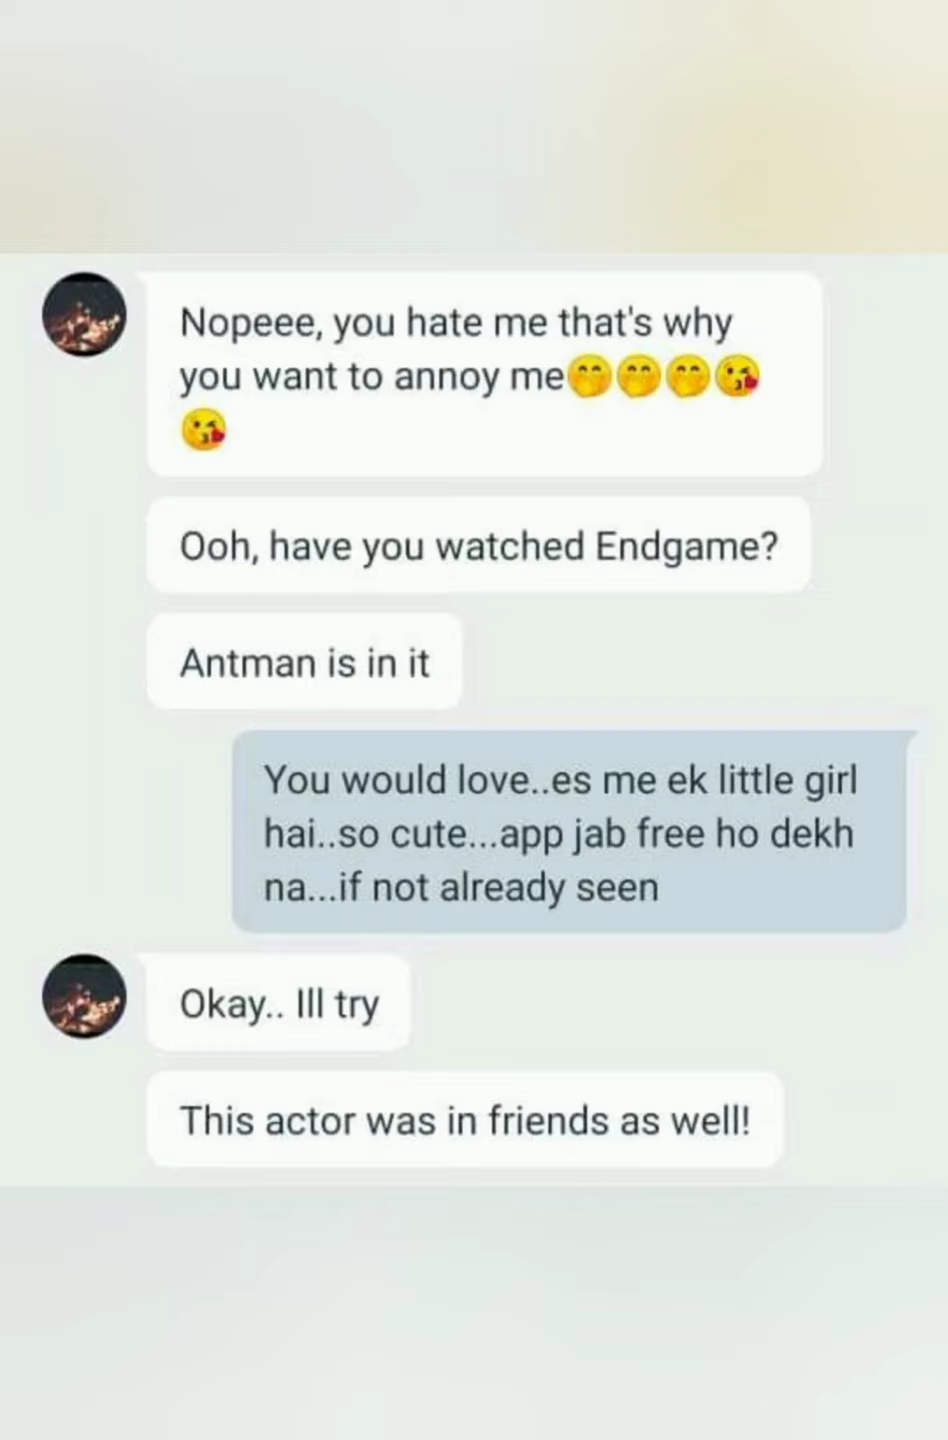 Nopeee, you hate me that's why
you want to annoy me🤭🤭🤭😘
😘
Ooh, have you watched Endgame?
Antman is in it
You would love..es me ek little girl
hai..so cute...app jab free ho dekh
na...if not already seen
Okay.. Ill try
This actor was in friends as well!